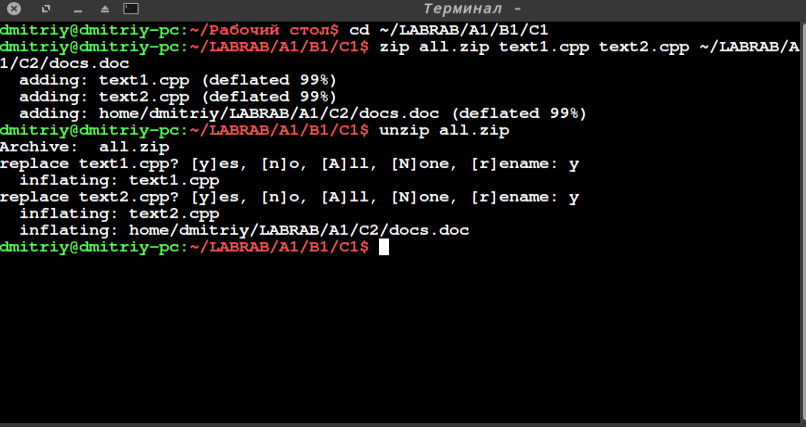 Терминал -
dmitriy@dmitriy-pc:~/Рабочий стол$ cd ~/LABRAB/A1/B1/C1
dmitriy@dmitriy-pc:~/LABRAB/A1/B1/C1$ zip all.zip text1.cpp text2.cpp ~/LABRAB/A
1/C2/docs.doc
  adding: text1.cpp (deflated 99%)
  adding: text2.cpp (deflated 99%)
  adding: home/dmitriy/LABRAB/A1/C2/docs.doc (deflated 99%)
dmitriy@dmitriy-pc:~/LABRAB/A1/B1/C1$ unzip all.zip
Archive:  all.zip
replace text1.cpp? [y]es, [n]o, [A]ll, [N]one, [r]ename: y
  inflating: text1.cpp
replace text2.cpp? [y]es, [n]o, [A]ll, [N]one, [r]ename: y
  inflating: text2.cpp
  inflating: home/dmitriy/LABRAB/A1/C2/docs.doc
dmitriy@dmitriy-pc:~/LABRAB/A1/B1/C1$